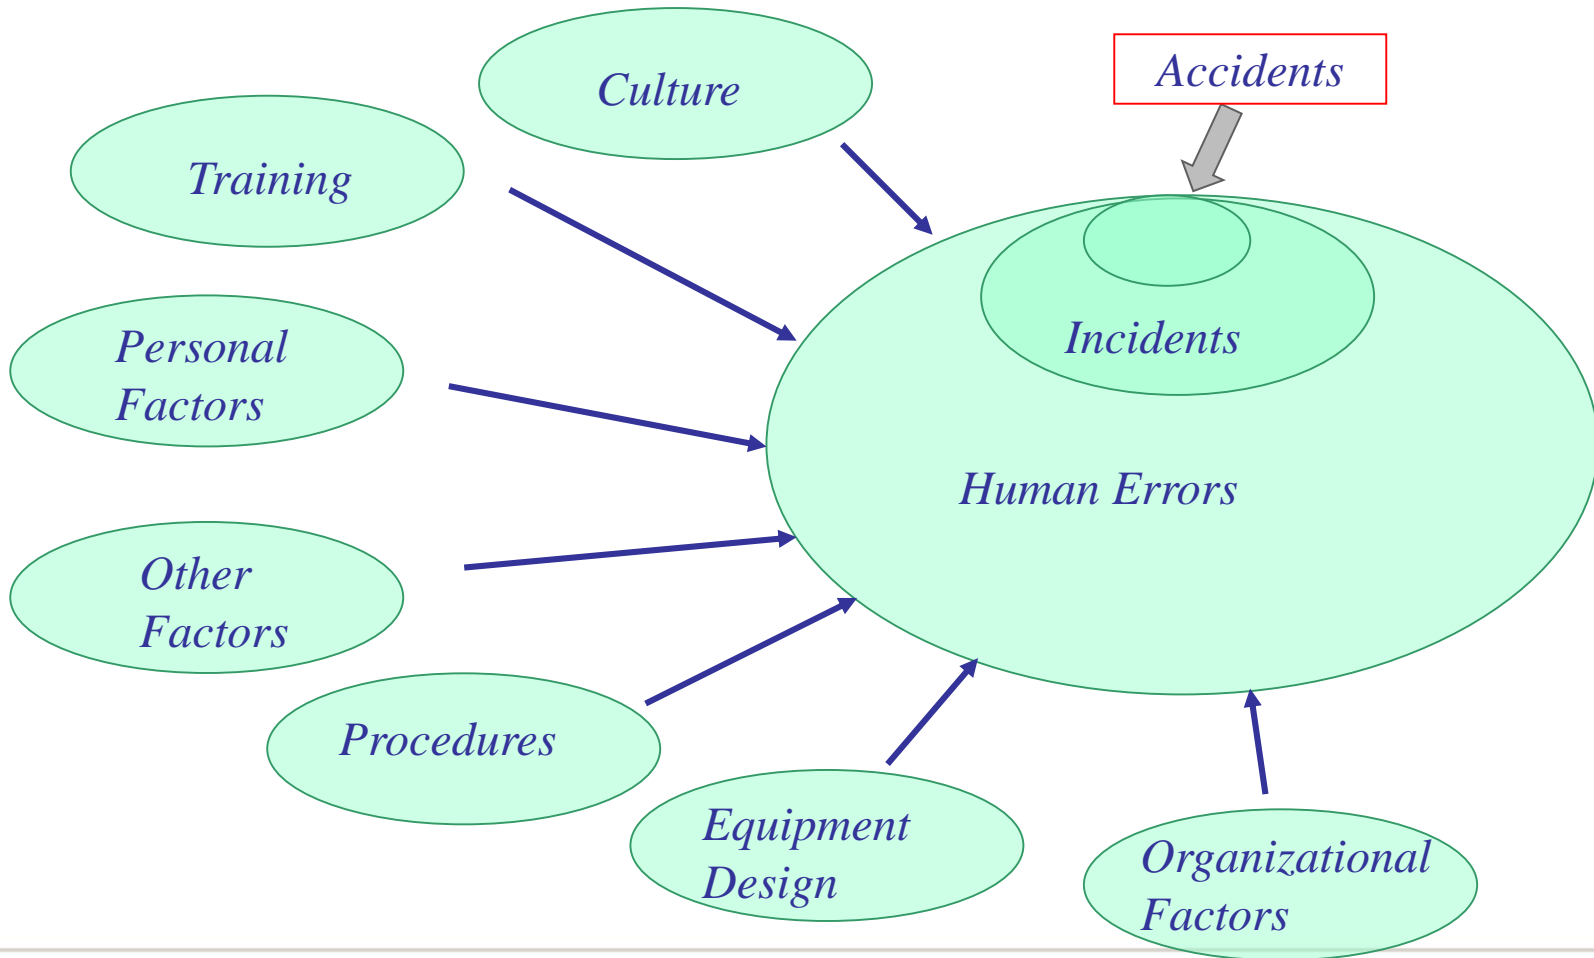 Culture
Accidents
Training
Personal
Factors
Incidents
Human Errors
Other
Factors
Procedures
Equipment
Design
Organizational
Factors